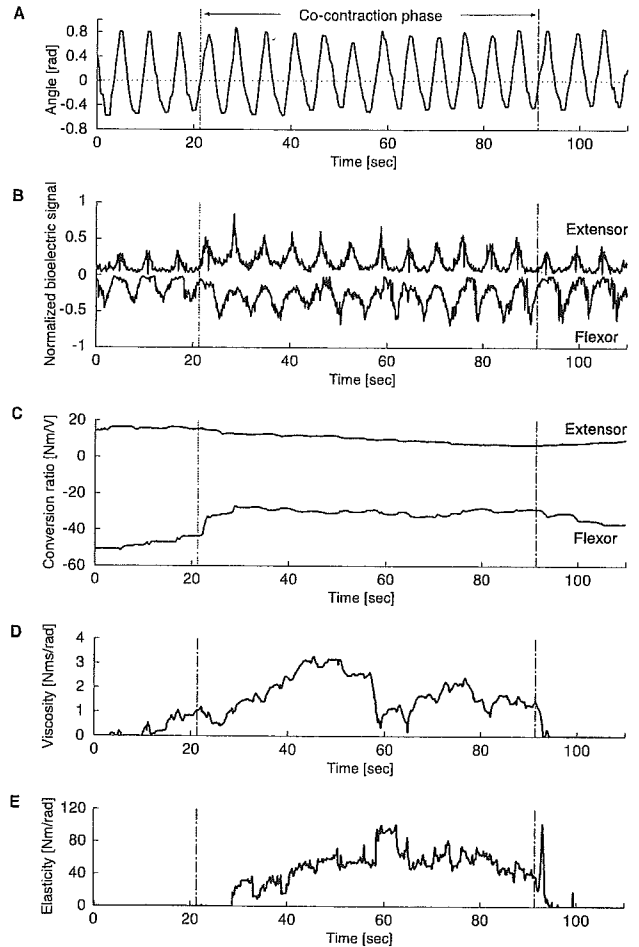 A
Co-contraction phase
Angle [rad]
0.8
0.4
0
-0.4
-0.8
0 20 40 60 80 100
Time [sec]
B
Normalized bioelectric signal
1
0.5
0
-0.5
-1
Extensor
Flexor
0 20 40 60 80 100
Time [sec]
C
Conversion ratio [Nm/V]
20
0
-20
-40
-60
Extensor
Flexor
0 20 40 60 80 100
Time [sec]
D
Viscosity [Nms/rad]
4
3
2
1
0
0 20 40 60 80 100
Time [sec]
E
Elasticity [Nm/rad]
120
80
40
0
0 20 40 60 80 100
Time [sec]